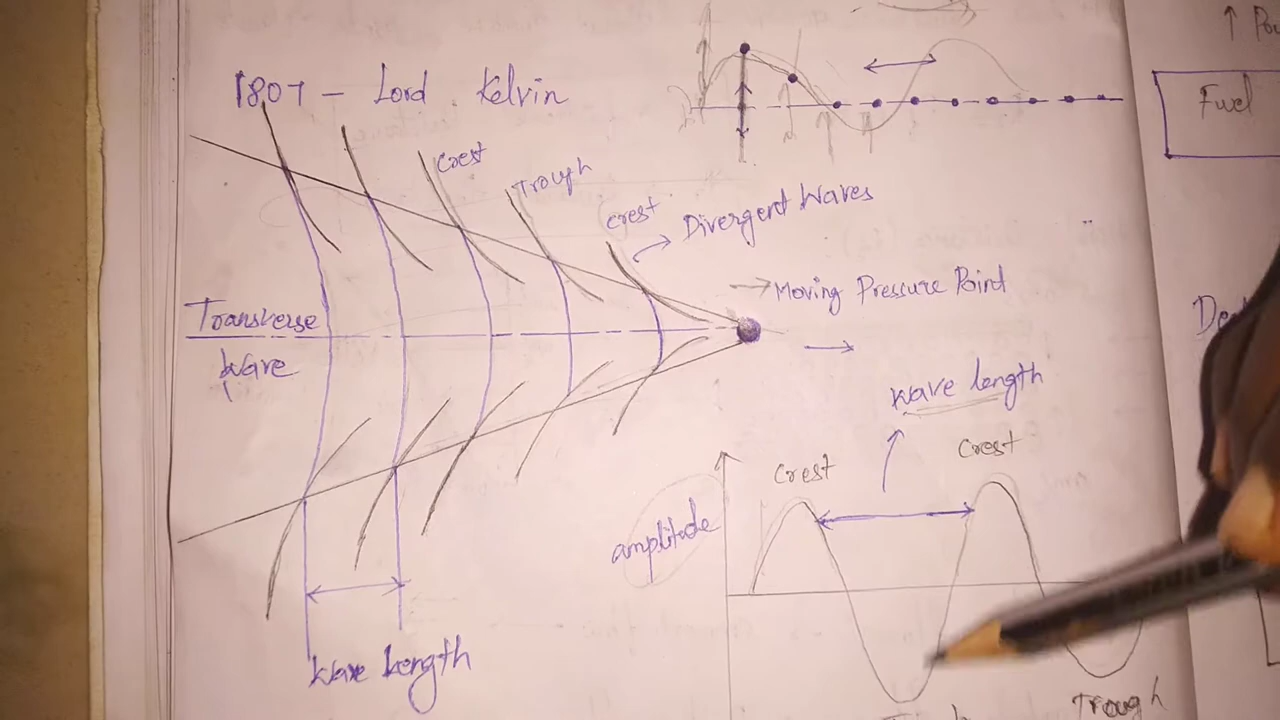 1807 - Lord Kelvin
Crest
Trough
Crest
Divergent Waves
Moving Pressure Point
Transverse
Wave
Wave Length
Wave length
Crest
Crest
amplitude
Trough
Fuel